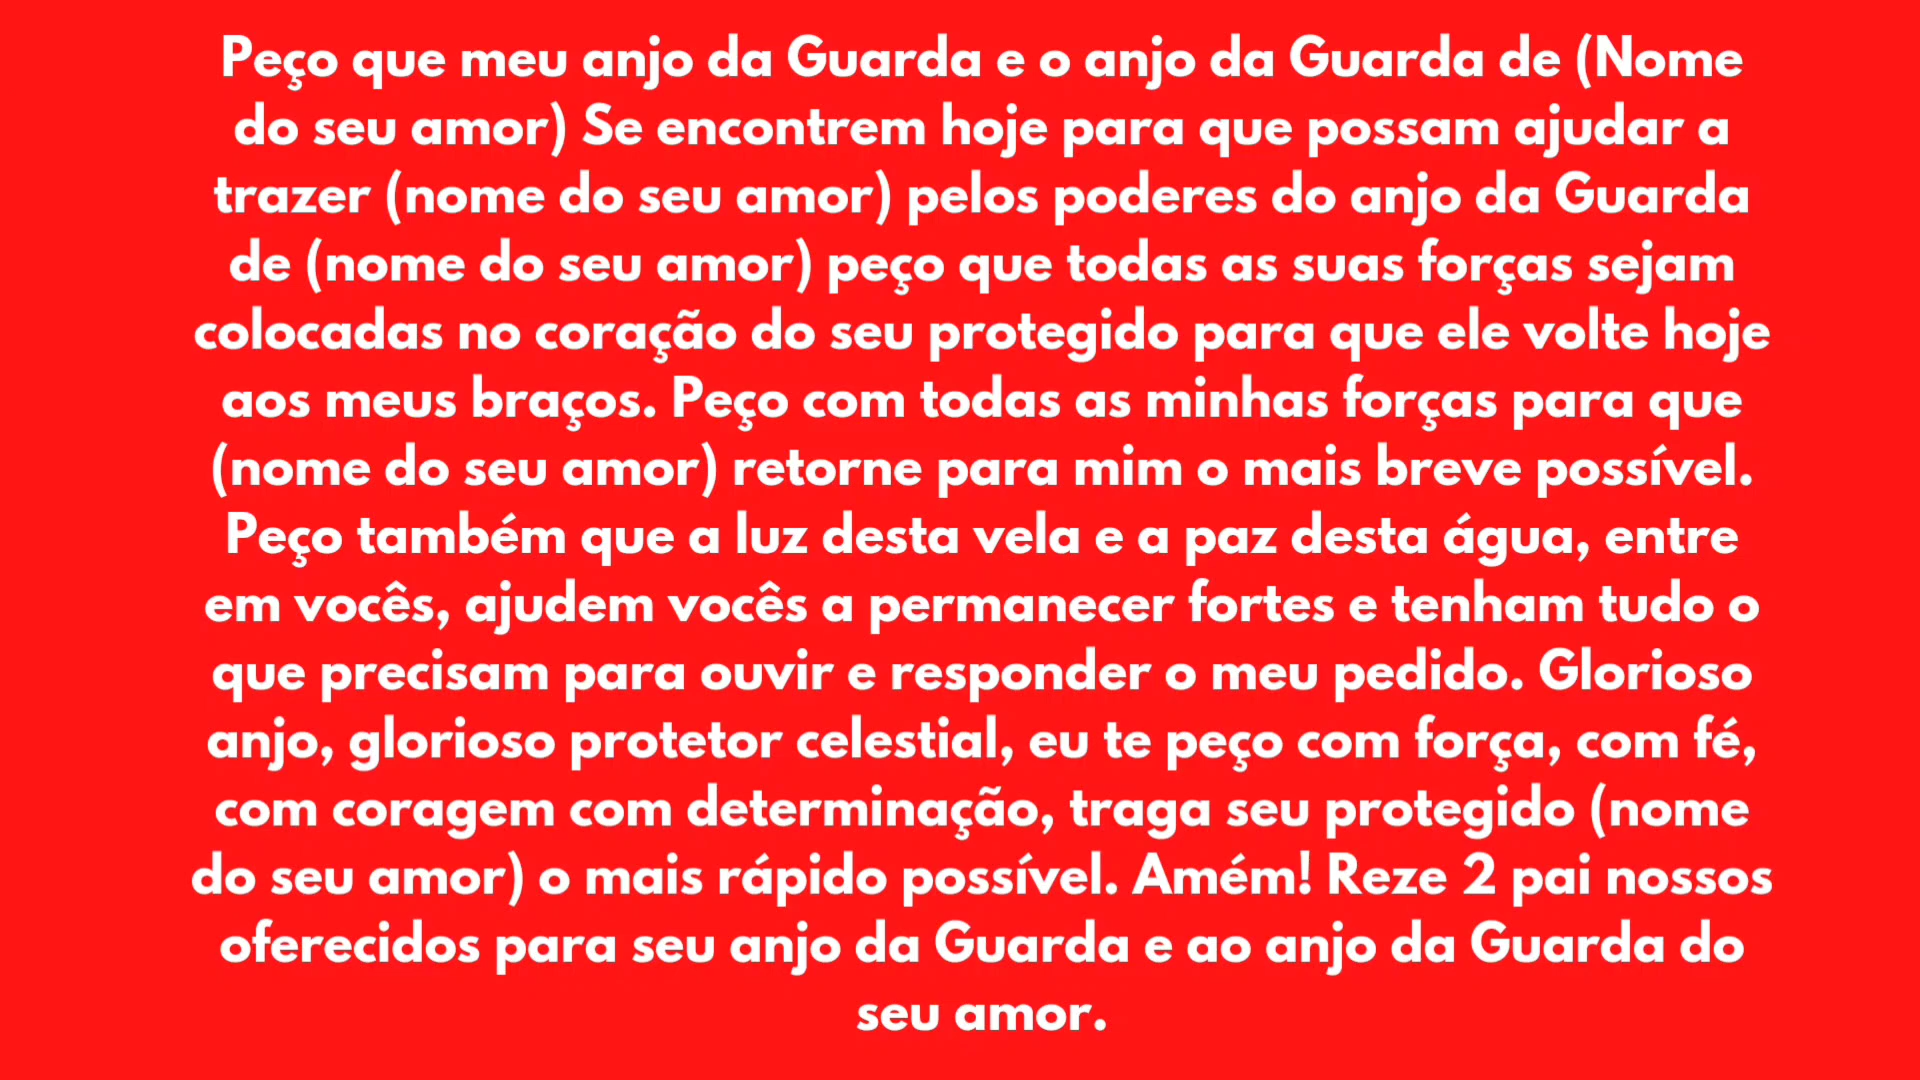 Peço que meu anjo da Guarda e o anjo da Guarda de (Nome
do seu amor) Se encontrem hoje para que possam ajudar a
trazer (nome do seu amor) pelos poderes do anjo da Guarda
de (nome do seu amor) peço que todas as suas forças sejam
colocadas no coração do seu protegido para que ele volte hoje
aos meus braços. Peço com todas as minhas forças para que
(nome do seu amor) retorne para mim o mais breve possível.
Peço também que a luz desta vela e a paz desta água, entre
em vocês, ajudem vocês a permanecer fortes e tenham tudo o
que precisam para ouvir e responder o meu pedido. Glorioso
anjo, glorioso protetor celestial, eu te peço com força, com fé,
com coragem com determinação, traga seu protegido (nome
do seu amor) o mais rápido possível. Amém! Reze 2 pai nossos
oferecidos para seu anjo da Guarda e ao anjo da Guarda do
seu amor.